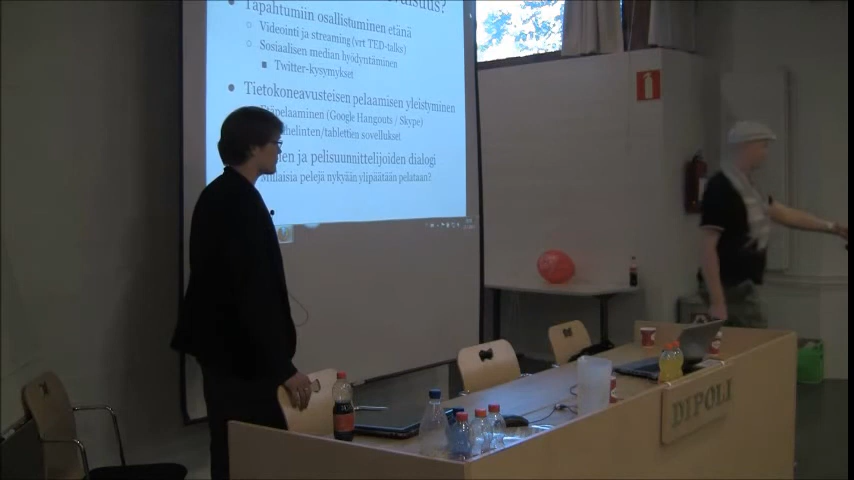 Tapahtumiin osallistuminen etänä
Videointi ja streaming (vrt TED-talks)
Sosiaalisen median hyödyntäminen
Twitter-kysymykset
Tietokoneavusteisen pelaamisen yleistyminen
Etäpelaaminen (Google Hangouts / Skype)
tablettien sovellukset
ja pelisuunnittelijoiden dialogi
pelejä nykyään ylipäätään pelataan?
DIPOLI